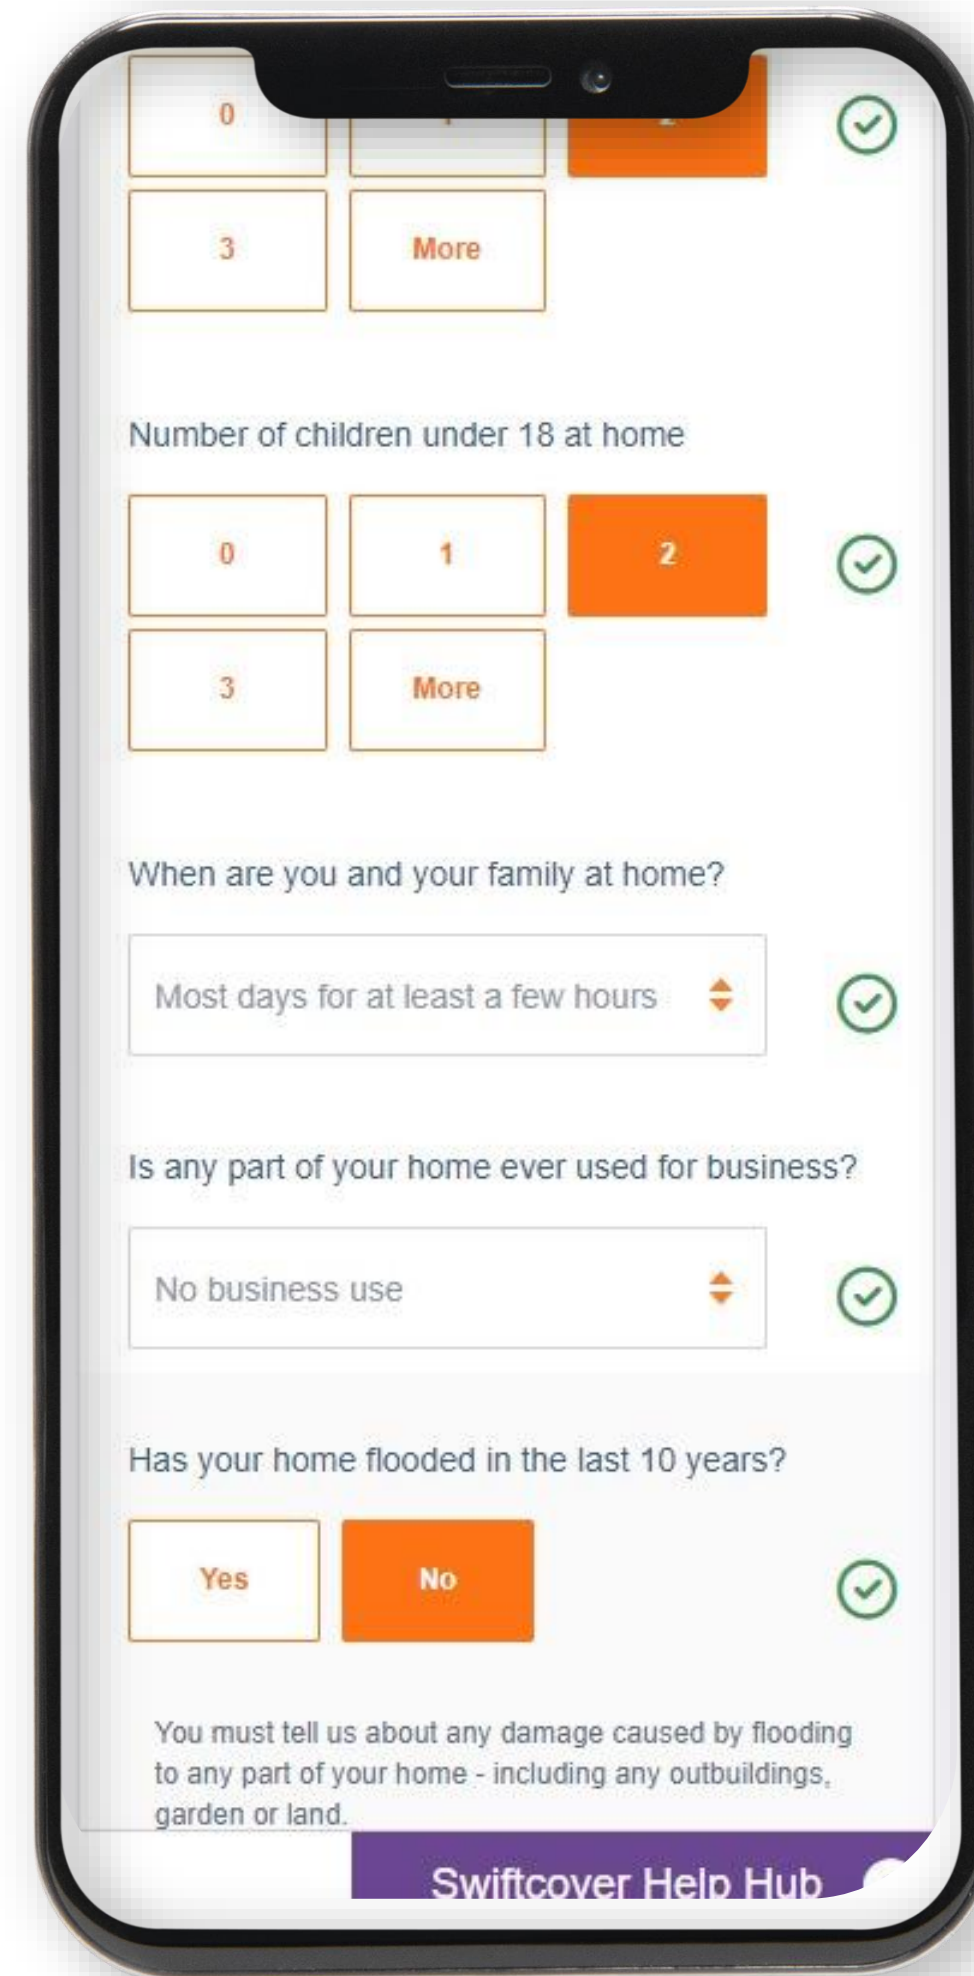 0
3 More
Number of children under 18 at home
0 1 2
3 More
When are you and your family at home?
Most days for at least a few hours
Is any part of your home ever used for business?
No business use
Has your home flooded in the last 10 years?
Yes No
You must tell us about any damage caused by flooding
to any part of your home - including any outbuildings,
garden or land.
Swiftcover Help Hub